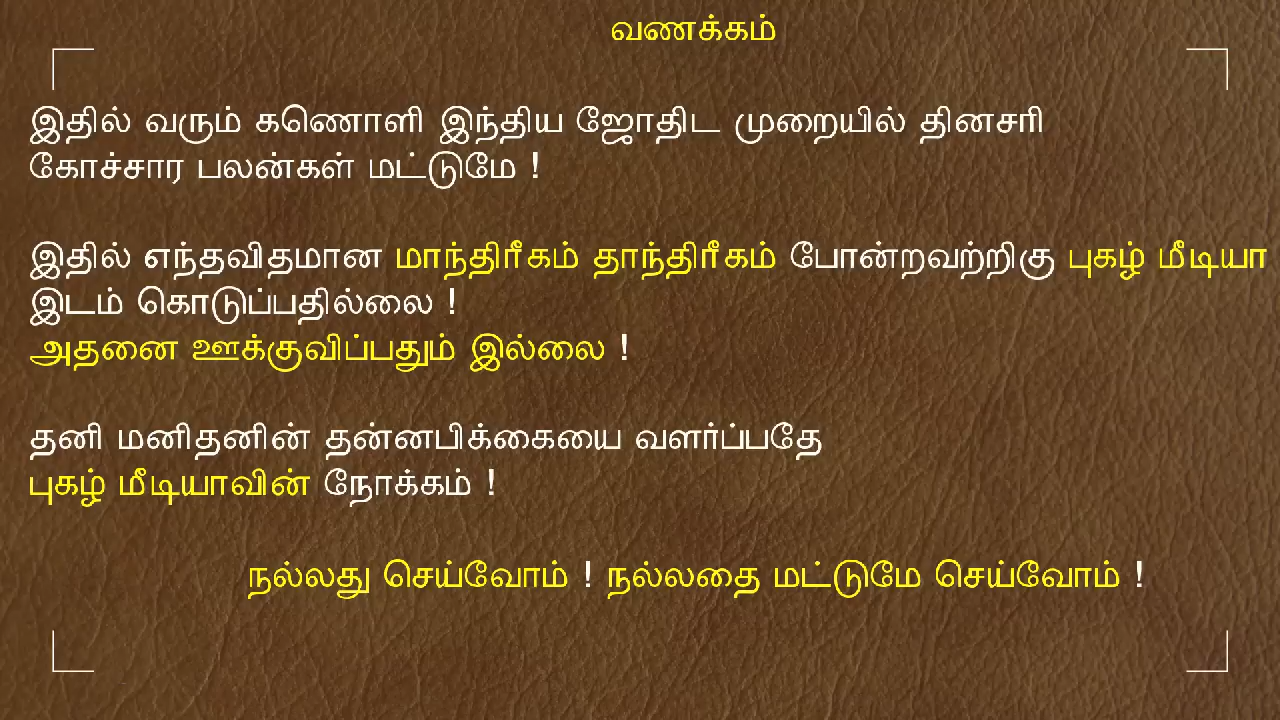 வணக்கம்
இதில் வரும் கணொளி இந்திய ஜோதிட முறையில் தினசரி
கோச்சார பலன்கள் மட்டுமே !
இதில் எந்தவிதமான மாந்திரீகம் தாந்திரீகம் போன்றவற்றிகு புகழ் மீடியா
இடம் கொடுப்பதில்லை !
அதனை ஊக்குவிப்பதும் இல்லை !
தனி மனிதனின் தன்னபிக்கையை வளர்ப்பதே
புகழ் மீடியாவின் நோக்கம் !
நல்லது செய்வோம் ! நல்லதை மட்டுமே செய்வோம் !